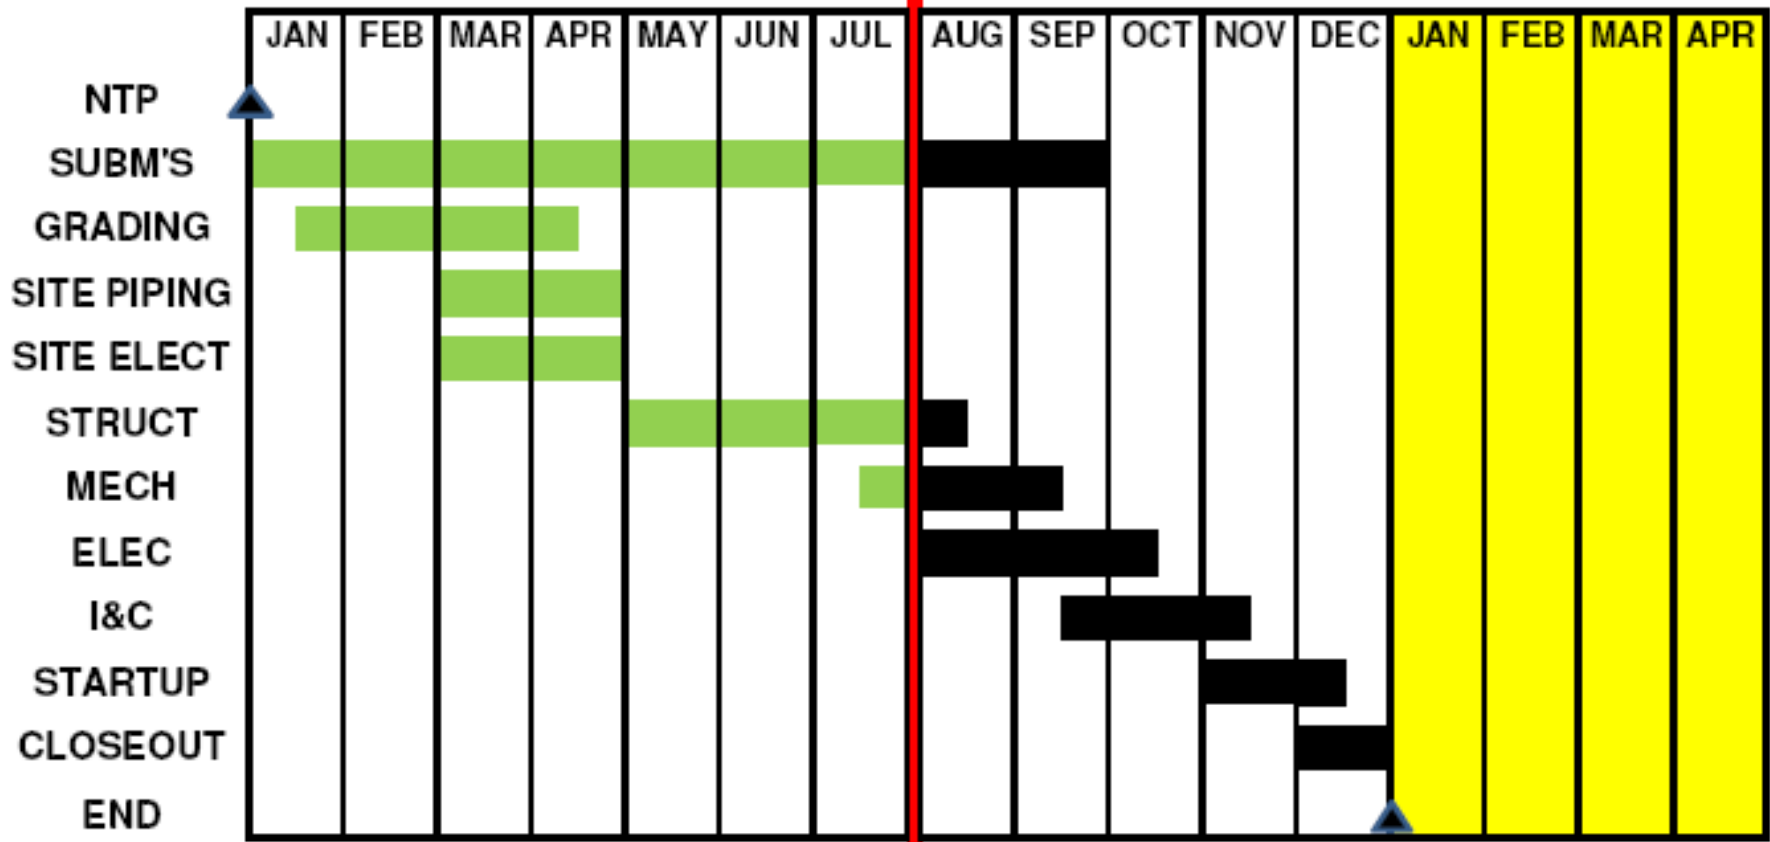 JAN FEB MAR APR MAY JUN JUL AUG SEP OCT NOV DEC JAN FEB MAR APR
NTP
SUBM'S
GRADING
SITE PIPING
SITE ELECT
STRUCT
MECH
ELEC
I&C
STARTUP
CLOSEOUT
END